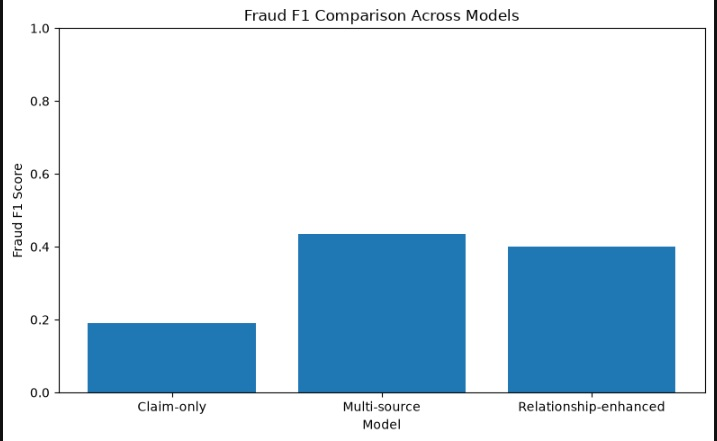 Fraud F1 Comparison Across Models
1.0
0.8
0.6
0.4
0.2
0.0
Fraud F1 Score
Claim-only Multi-source Relationship-enhanced
Model